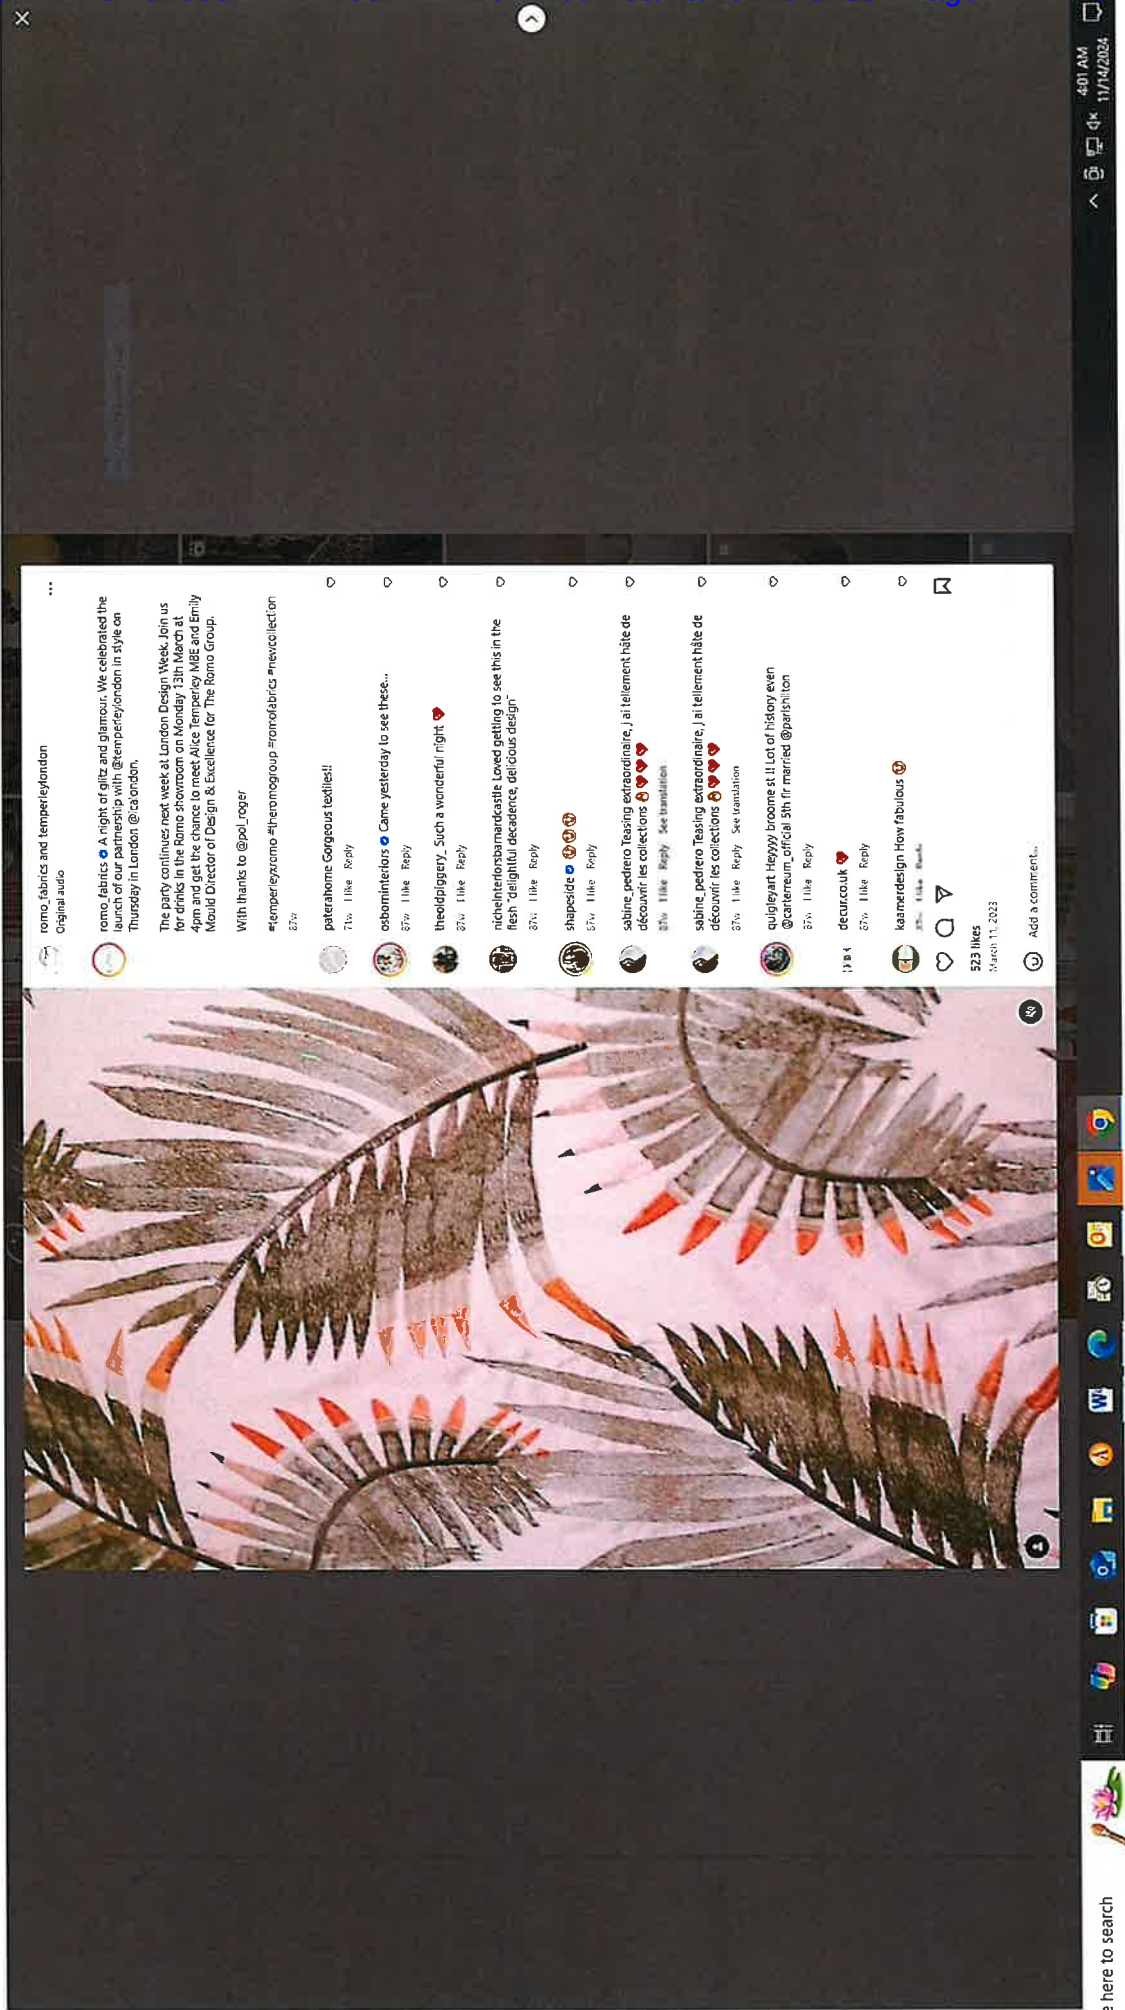 romo_fabrics and temperleylondon
Original audio
romo_fabrics A night of glitz and glamour. We celebrated the
launch of our partnership with @temperleylondon in style on
Thursday in London @icalondon.
The party continues next week at London Design Week. Join us
for drinks in the Romo showroom on Monday 13th March at
4pm and get the chance to meet Alice Temperley MBE and Emily
Mould Director of Design & Excellence for The Romo Group.
With thanks to @pol_roger
#temperleyxromo #theromogroup #romofabrics #newcollection
87w
paterahome Gorgeous textiles!!
71w 1 like Reply
osborninteriors Came yesterday to see these...
87w 1 like Reply
theoldpiggery_ Such a wonderful night ❤️
87w 1 like Reply
nicheinteriorsbarnardcastle Loved getting to see this in the
flesh "delightful decadence, delicious design"
87w 1 like Reply
shapeside 😍😍😍
87w 1 like Reply
sabine_pedrero Teasing extraordinaire, j ai tellement hâte de
découvrir les collections 🔥❤️❤️❤️❤️
87w 1 like Reply See translation
sabine_pedrero Teasing extraordinaire, j ai tellement hâte de
découvrir les collections 🔥❤️❤️❤️❤️
87w 1 like Reply See translation
quigleyart Heyyyy broome st !! Lot of history even
@carterreum_official 5th flr married @parishilton
87w 1 like Reply
decur.co.uk ❤️
87w 1 like Reply
kaamerdesign How fabulous 😍
1 like
523 likes
March 11, 2023
Add a comment...
here to search
4:01 AM
11/14/2024